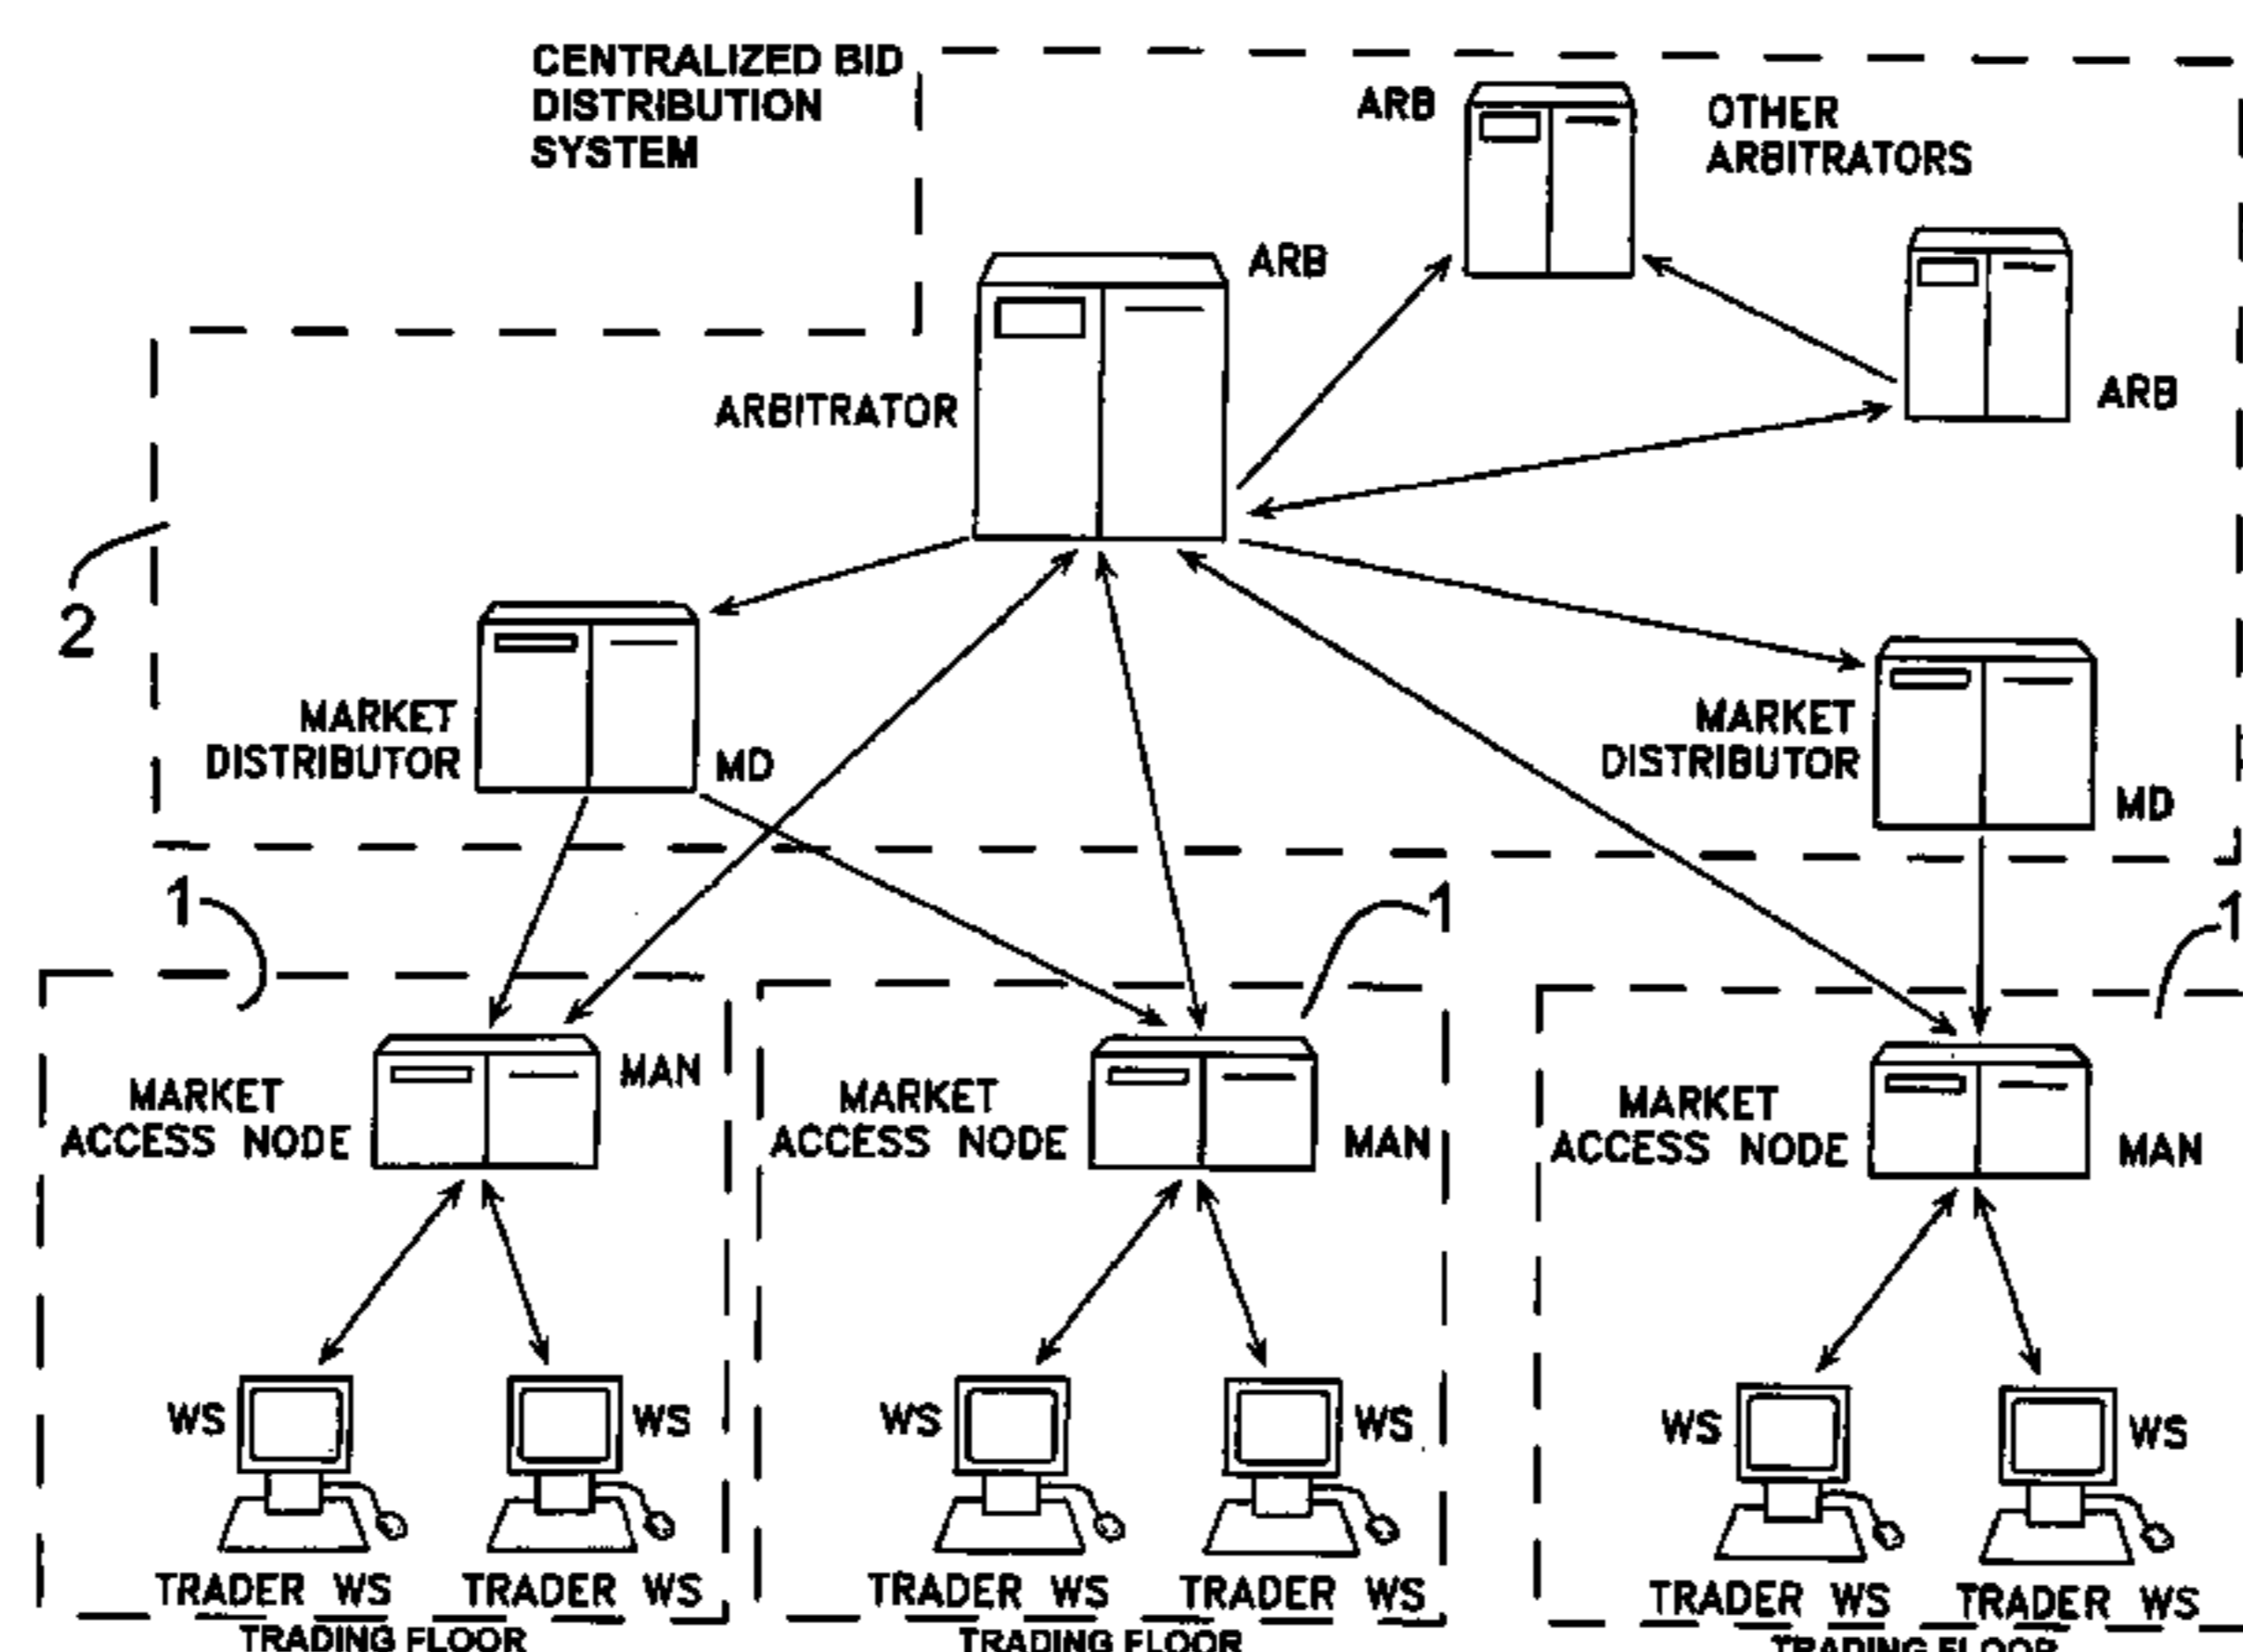 CENTRALIZED BID
DISTRIBUTION
SYSTEM
ARB
OTHER
ARBITRATORS
ARB
ARBITRATOR
ARB
2
MARKET
DISTRIBUTOR
MD
MARKET
DISTRIBUTOR
MD
1
1
1
MARKET
ACCESS NODE
MAN
MARKET
ACCESS NODE
MAN
MARKET
ACCESS NODE
MAN
WS
WS
WS
WS
WS
WS
TRADER WS
TRADER WS
TRADER WS
TRADER WS
TRADER WS
TRADER WS
TRADING FLOOR
TRADING FLOOR
TRADING FLOOR